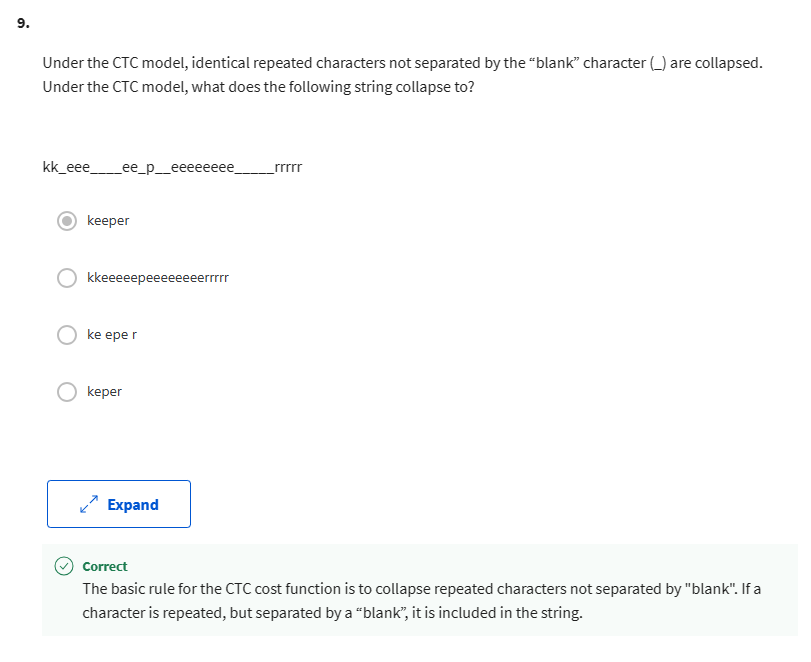 9.
Under the CTC model, identical repeated characters not separated by the “blank” character (_) are collapsed.
Under the CTC model, what does the following string collapse to?
kk_eee____ee_p__eeeeeeee_____rrrrr
keeper
kkeeeeepeeeeeeeerrrrr
ke epe r
keper
Expand
Correct
The basic rule for the CTC cost function is to collapse repeated characters not separated by "blank". If a
character is repeated, but separated by a “blank”, it is included in the string.